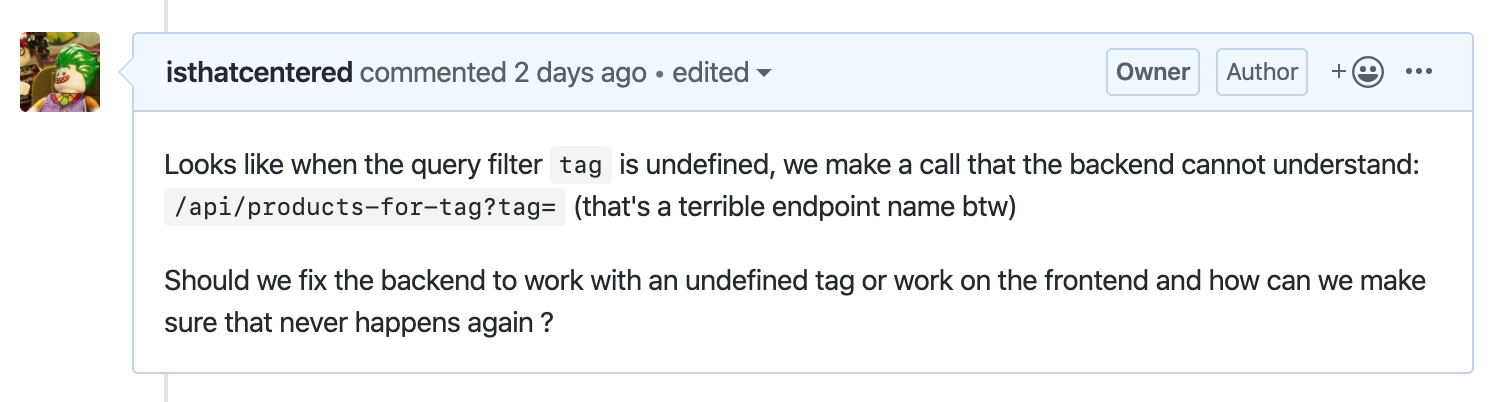 isthatcentered commented 2 days ago • edited Owner Author
Looks like when the query filter tag is undefined, we make a call that the backend cannot understand:
/api/products-for-tag?tag= (that's a terrible endpoint name btw)
Should we fix the backend to work with an undefined tag or work on the frontend and how can we make
sure that never happens again ?